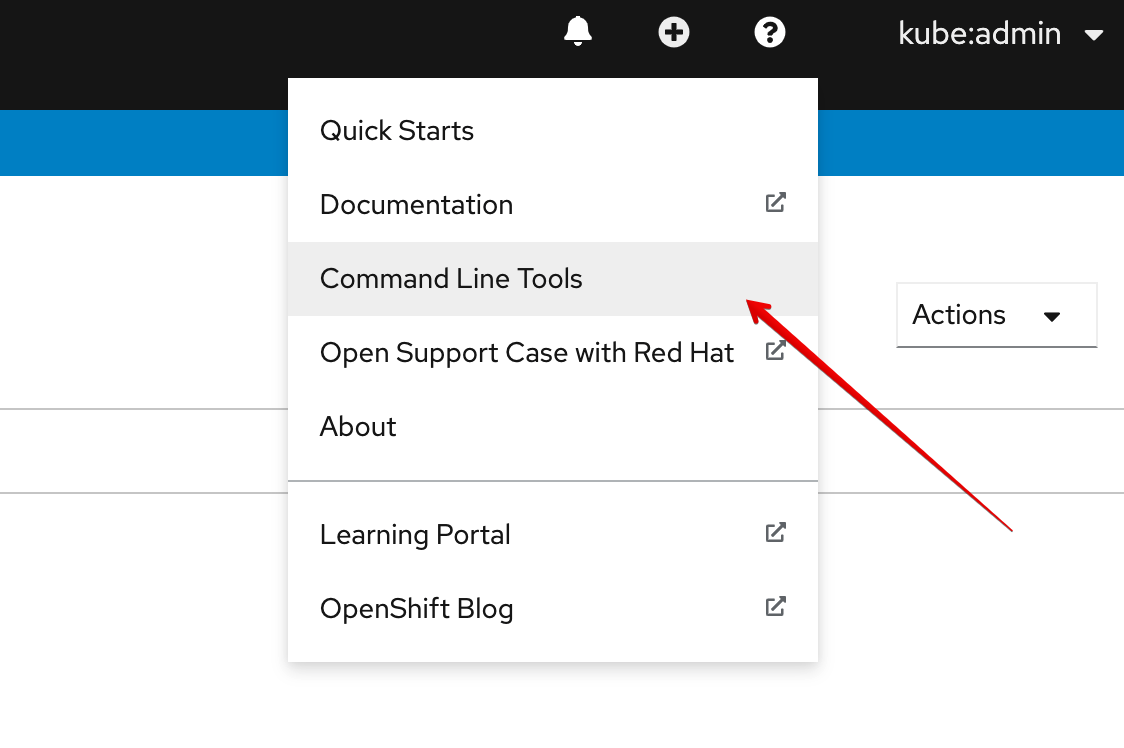 kube:admin
Quick Starts
Documentation
Command Line Tools
Actions
Open Support Case with Red Hat
About
Learning Portal
OpenShift Blog